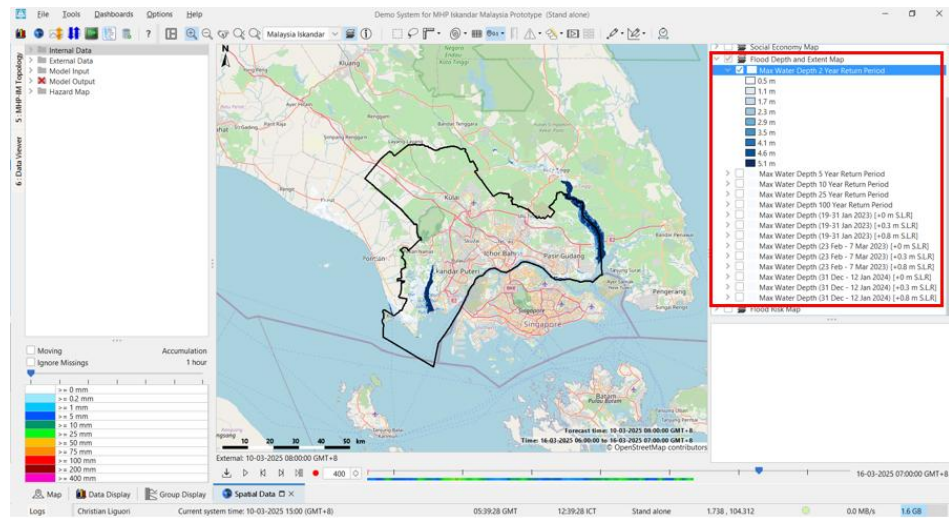 File Tools Dashboards Options Help
Demo System for MHP Iskandar Malaysia Prototype (Stand alone)
Malaysia Iskandar
5: MHP-IM Topology
6: Data Viewer
Internal Data
External Data
Model Input
Model Output
Hazard Map
Moving
Accumulation
Ignore Missings
1 hour
>= 0 mm
>= 0.2 mm
>= 1 mm
>= 5 mm
>= 10 mm
>= 25 mm
>= 50 mm
>= 75 mm
>= 100 mm
>= 200 mm
>= 400 mm
N
Kluang
Kulai
Pasir Gudang
Pengerang
Singapore
Batam
10 20 30 40 50 km
Forecast time: 10-03-2025 08:00:00 GMT+8
Time: 16-03-2025 06:00:00 to 16-03-2025 07:00:00 GMT+8
© OpenStreetMap contributors
External: 10-03-2025 08:00:00 GMT+8
400
16-03-2025 07:00:00 GMT+8
Social Economy Map
Flood Depth and Extent Map
Max Water Depth 2 Year Return Period
0.5 m
1.1 m
1.7 m
2.3 m
2.9 m
3.5 m
4.1 m
4.6 m
5.1 m
Max Water Depth 5 Year Return Period
Max Water Depth 10 Year Return Period
Max Water Depth 25 Year Return Period
Max Water Depth 100 Year Return Period
Max Water Depth (19-31 Jan 2023) [+0 m S.L.R]
Max Water Depth (19-31 Jan 2023) [+0.3 m S.L.R]
Max Water Depth (19-31 Jan 2023) [+0.8 m S.L.R]
Max Water Depth (23 Feb - 7 Mar 2023) [+0 m S.L.R]
Max Water Depth (23 Feb - 7 Mar 2023) [+0.3 m S.L.R]
Max Water Depth (23 Feb - 7 Mar 2023) [+0.8 m S.L.R]
Max Water Depth (31 Dec - 12 Jan 2024) [+0 m S.L.R]
Max Water Depth (31 Dec - 12 Jan 2024) [+0.3 m S.L.R]
Max Water Depth (31 Dec - 12 Jan 2024) [+0.8 m S.L.R]
Flood Risk Map
Map
Data Display
Group Display
Spatial Data
Logs
Christian Liguori
Current system time: 10-03-2025 15:00 (GMT+8)
05:39:28 GMT
12:39:28 ICT
Stand alone
1.738 , 104.312
0.0 MB/s
1.6 GB